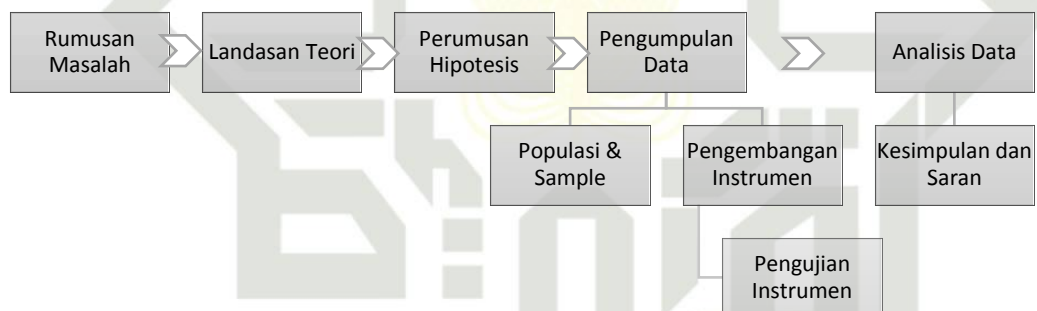 Rumusan
Masalah
Landasan Teori
Perumusan
Hipotesis
Pengumpulan
Data
Analisis Data
Populasi &
Sample
Pengembangan
Instrumen
Kesimpulan dan
Saran
Pengujian
Instrumen